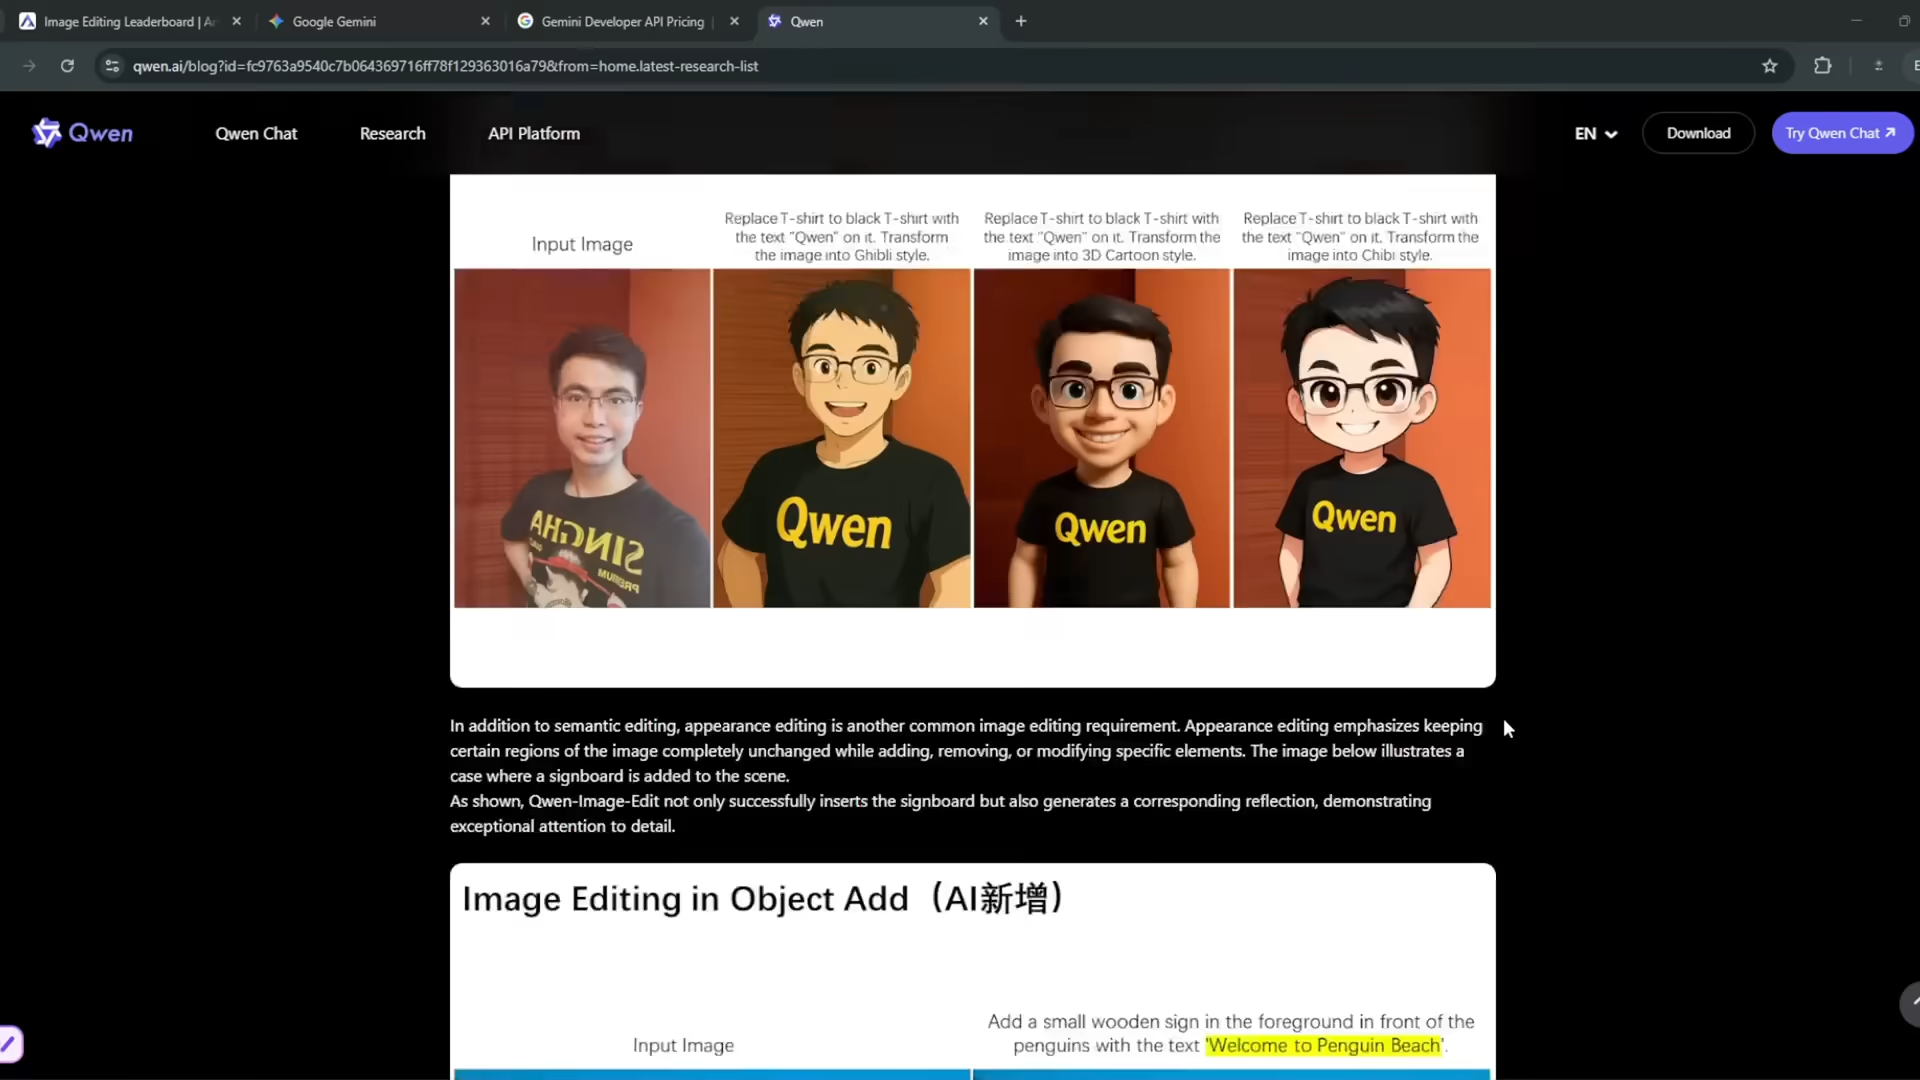 Image Editing Leaderboard | Ar
Google Gemini
Gemini Developer API Pricing
Qwen
qwen.ai/blog?id=fc9763a9540c7b064369716ff78f129363016a79&from=home.latest-research-list
Qwen
Qwen Chat
Research
API Platform
EN
Download
Try Qwen Chat
Input Image
Replace T-shirt to black T-shirt with
the text "Qwen" on it. Transform
the image into Ghibli style.
Replace T-shirt to black T-shirt with
the text "Qwen" on it. Transform the
image into 3D Cartoon style.
Replace T-shirt to black T-shirt with
the text "Qwen" on it. Transform the
image into Chibi style.
SINGHA
PREMIUM
Qwen
Qwen
Qwen
In addition to semantic editing, appearance editing is another common image editing requirement. Appearance editing emphasizes keeping
certain regions of the image completely unchanged while adding, removing, or modifying specific elements. The image below illustrates a
case where a signboard is added to the scene.
As shown, Qwen-Image-Edit not only successfully inserts the signboard but also generates a corresponding reflection, demonstrating
exceptional attention to detail.
Image Editing in Object Add（AI新增）
Input Image
Add a small wooden sign in the foreground in front of the
penguins with the text 'Welcome to Penguin Beach'.